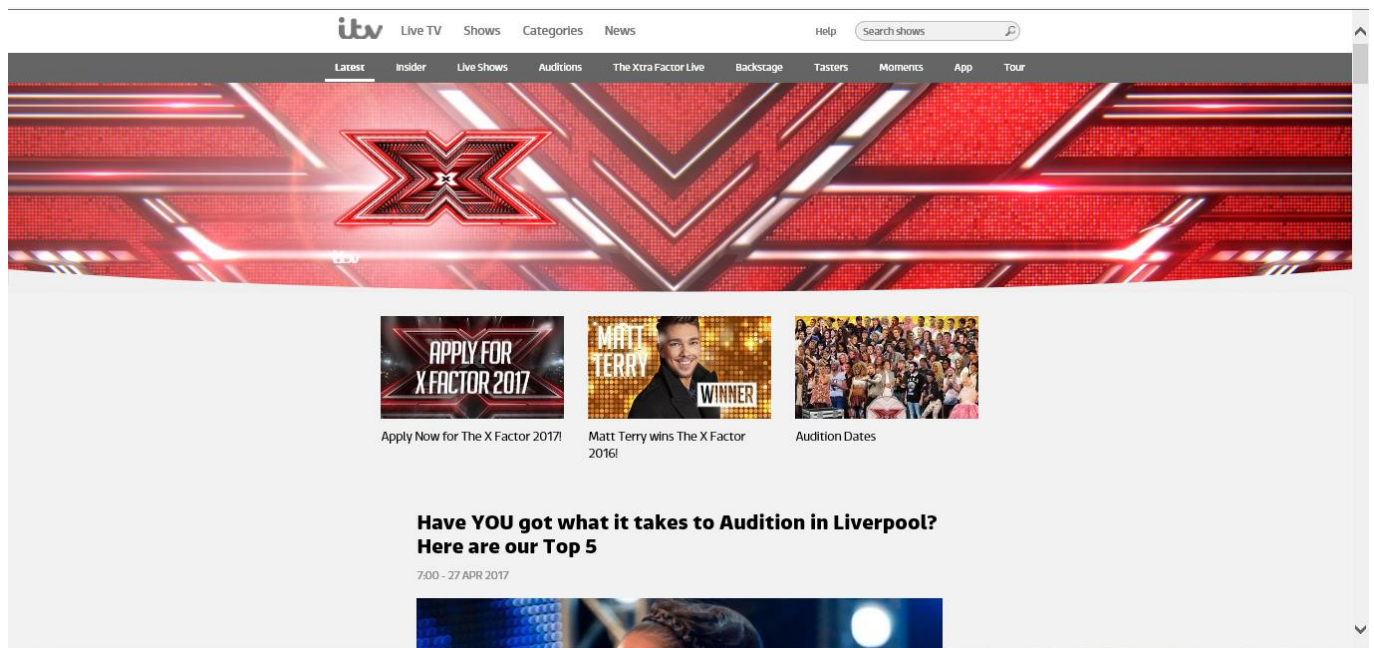 itv Live TV Shows Categories News Help Search shows
Latest Insider Live Shows Auditions The Xtra Factor Live Backstage Tasters Moments App Tour
X
itv
APPLY FOR
X FACTOR 2017
MATT
TERRY
WINNER
Apply Now for The X Factor 2017!
Matt Terry wins The X Factor
2016!
Audition Dates
Have YOU got what it takes to Audition in Liverpool?
Here are our Top 5
7:00 - 27 APR 2017